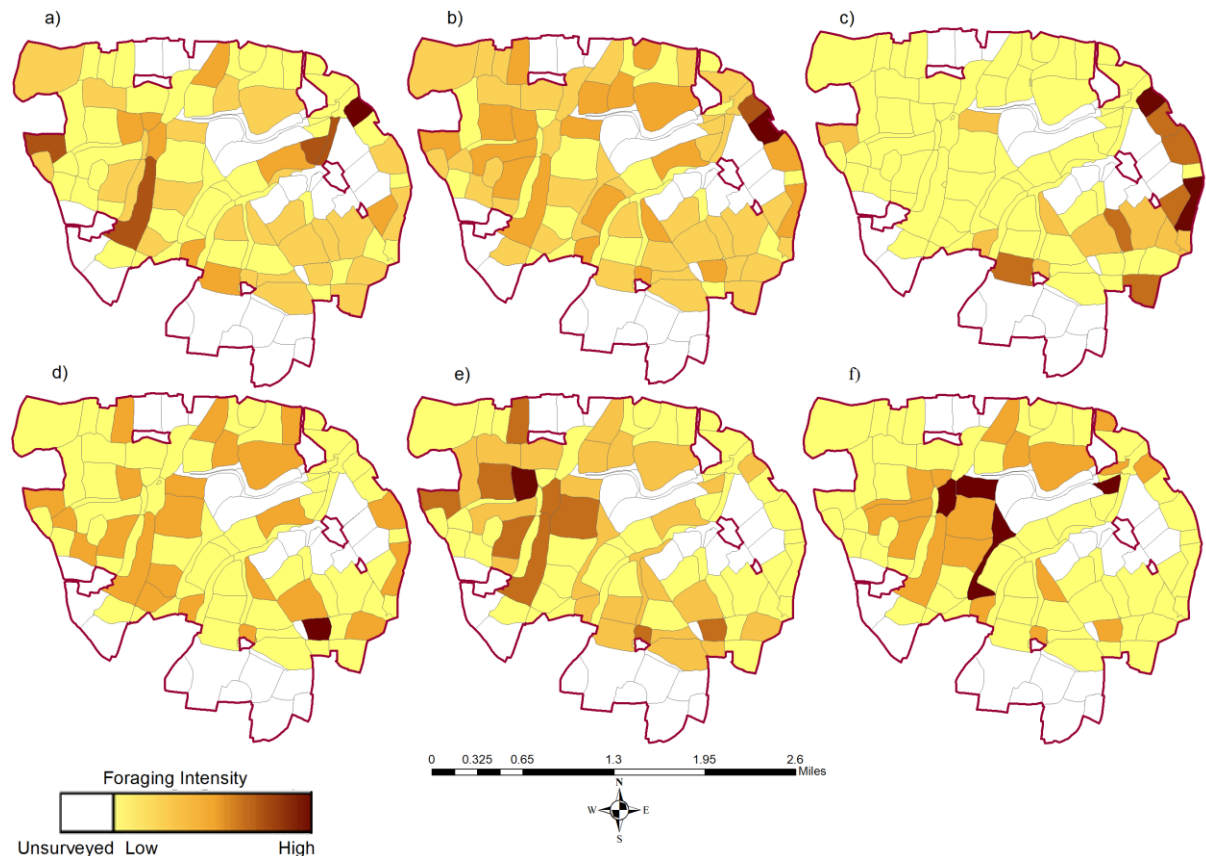 a)
b)
c)
d)
e)
f)
0 0.325 0.65 1.3 1.95 2.6
Miles
N
W E
S
Foraging Intensity
Unsurveyed Low High